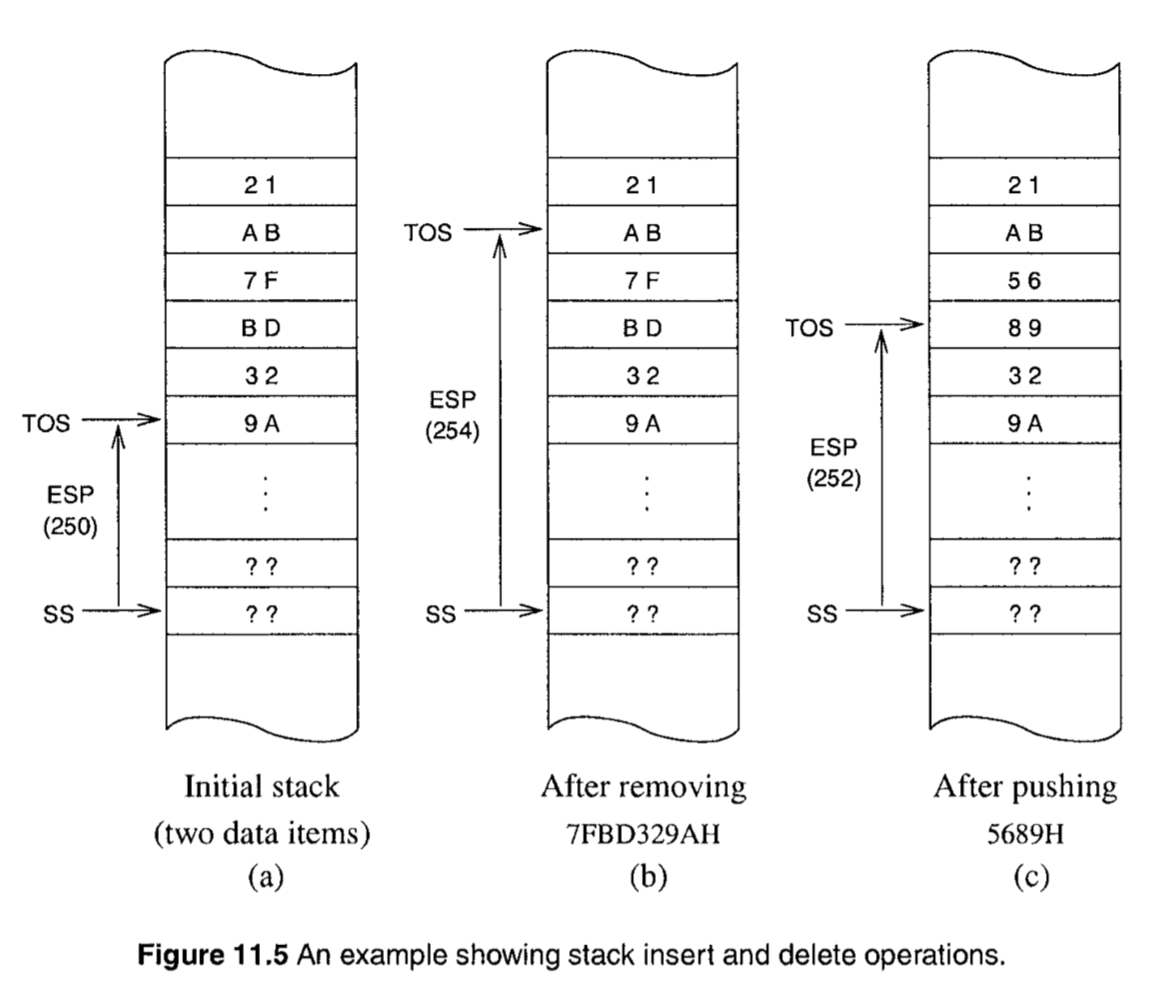 21
AB
7F
BD
32
TOS
9A
ESP
(250)
⋮
??
SS
??
Initial stack
(two data items)
(a)
21
TOS
AB
7F
BD
32
ESP
(254)
9A
⋮
??
SS
??
After removing
7FBD329AH
(b)
21
AB
56
TOS
89
32
9A
ESP
(252)
⋮
??
SS
??
After pushing
5689H
(c)
Figure 11.5 An example showing stack insert and delete operations.